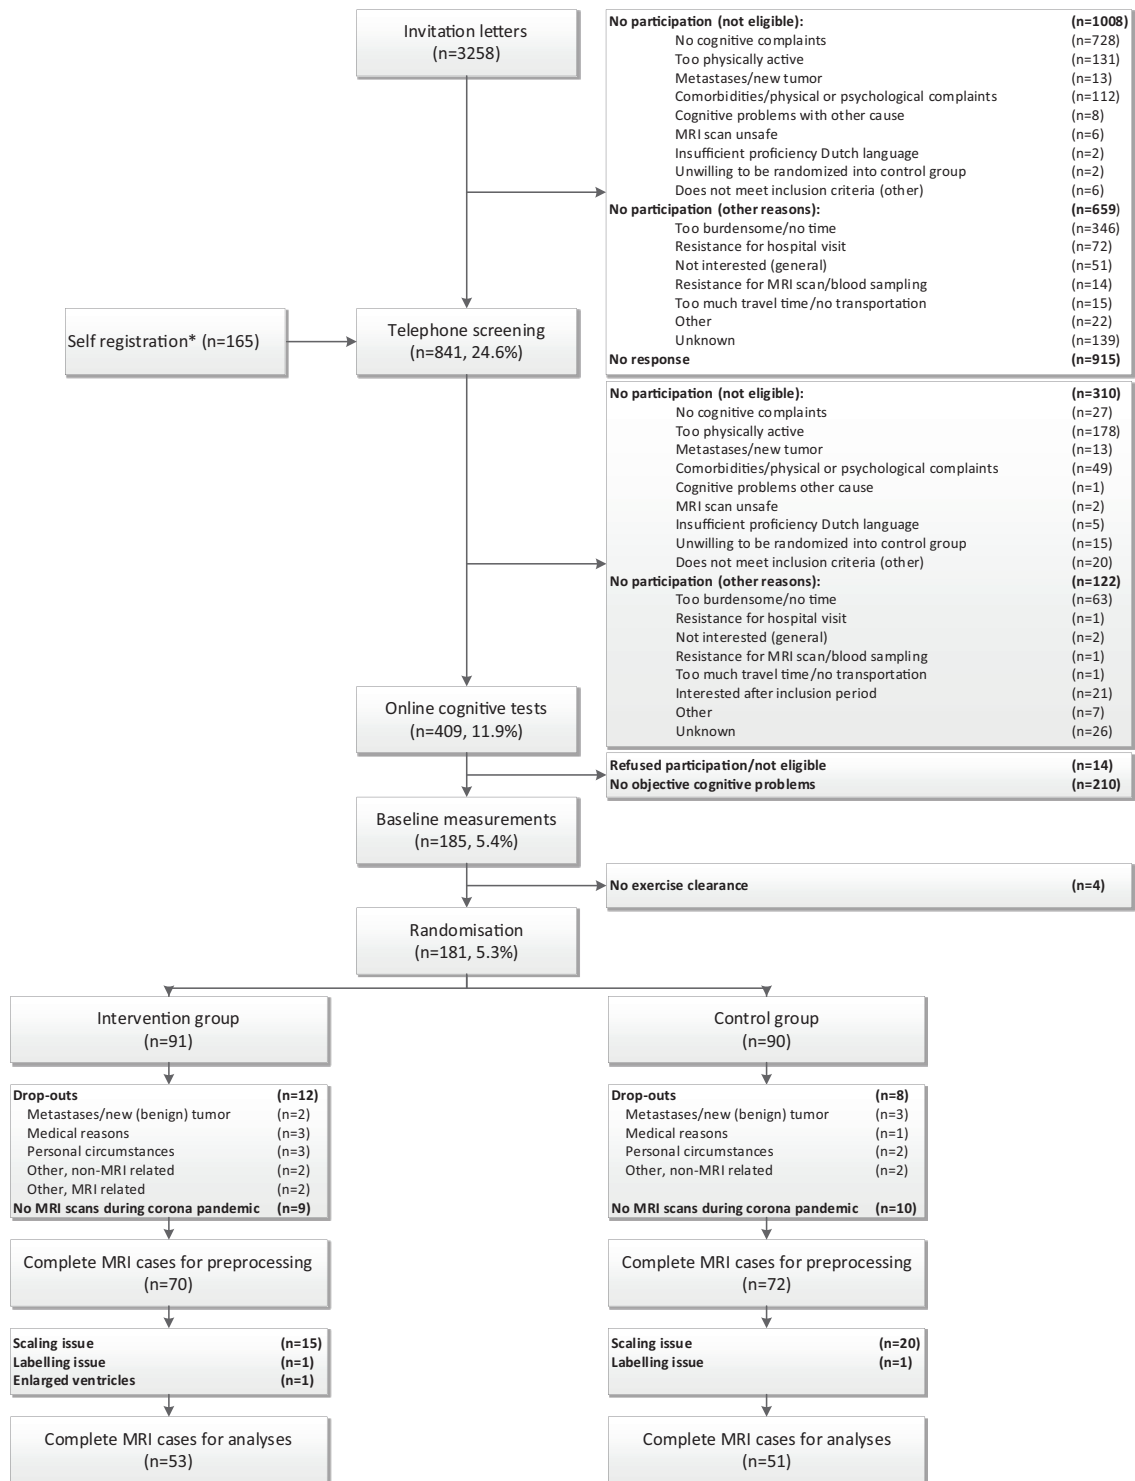 Invitation letters
(n=3258)
No participation (not eligible): (n=1008)
No cognitive complaints (n=728)
Too physically active (n=131)
Metastases/new tumor (n=13)
Comorbidities/physical or psychological complaints (n=112)
Cognitive problems with other cause (n=8)
MRI scan unsafe (n=6)
Insufficient proficiency Dutch language (n=2)
Unwilling to be randomized into control group (n=2)
Does not meet inclusion criteria (other) (n=6)
No participation (other reasons): (n=659)
Too burdensome/no time (n=346)
Resistance for hospital visit (n=72)
Not interested (general) (n=51)
Resistance for MRI scan/blood sampling (n=14)
Too much travel time/no transportation (n=15)
Other (n=22)
Unknown (n=139)
No response (n=915)
Self registration* (n=165)
Telephone screening
(n=841, 24.6%)
No participation (not eligible): (n=310)
No cognitive complaints (n=27)
Too physically active (n=178)
Metastases/new tumor (n=13)
Comorbidities/physical or psychological complaints (n=49)
Cognitive problems other cause (n=1)
MRI scan unsafe (n=2)
Insufficient proficiency Dutch language (n=5)
Unwilling to be randomized into control group (n=15)
Does not meet inclusion criteria (other) (n=20)
No participation (other reasons): (n=122)
Too burdensome/no time (n=63)
Resistance for hospital visit (n=1)
Not interested (general) (n=2)
Resistance for MRI scan/blood sampling (n=1)
Too much travel time/no transportation (n=1)
Interested after inclusion period (n=21)
Other (n=7)
Unknown (n=26)
Online cognitive tests
(n=409, 11.9%)
Refused participation/not eligible (n=14)
No objective cognitive problems (n=210)
Baseline measurements
(n=185, 5.4%)
No exercise clearance (n=4)
Randomisation
(n=181, 5.3%)
Intervention group
(n=91)
Control group
(n=90)
Drop-outs (n=12)
Metastases/new (benign) tumor (n=2)
Medical reasons (n=3)
Personal circumstances (n=3)
Other, non-MRI related (n=2)
Other, MRI related (n=2)
No MRI scans during corona pandemic (n=9)
Drop-outs (n=8)
Metastases/new (benign) tumor (n=3)
Medical reasons (n=1)
Personal circumstances (n=2)
Other, non-MRI related (n=2)
No MRI scans during corona pandemic (n=10)
Complete MRI cases for preprocessing
(n=70)
Complete MRI cases for preprocessing
(n=72)
Scaling issue (n=15)
Labelling issue (n=1)
Enlarged ventricles (n=1)
Scaling issue (n=20)
Labelling issue (n=1)
Complete MRI cases for analyses
(n=53)
Complete MRI cases for analyses
(n=51)